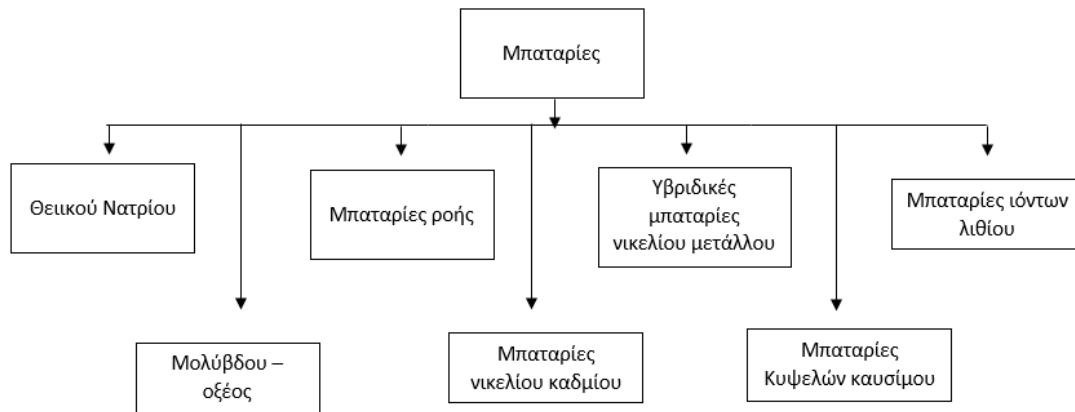 Μπαταρίες
Θειικού Νατρίου
Μπαταρίες ροής
Υβριδικές
μπαταρίες
νικελίου μετάλλου
Μπαταρίες ιόντων
λιθίου
Μολύβδου –
οξέος
Μπαταρίες
νικελίου καδμίου
Μπαταρίες
Κυψελών καυσίμου